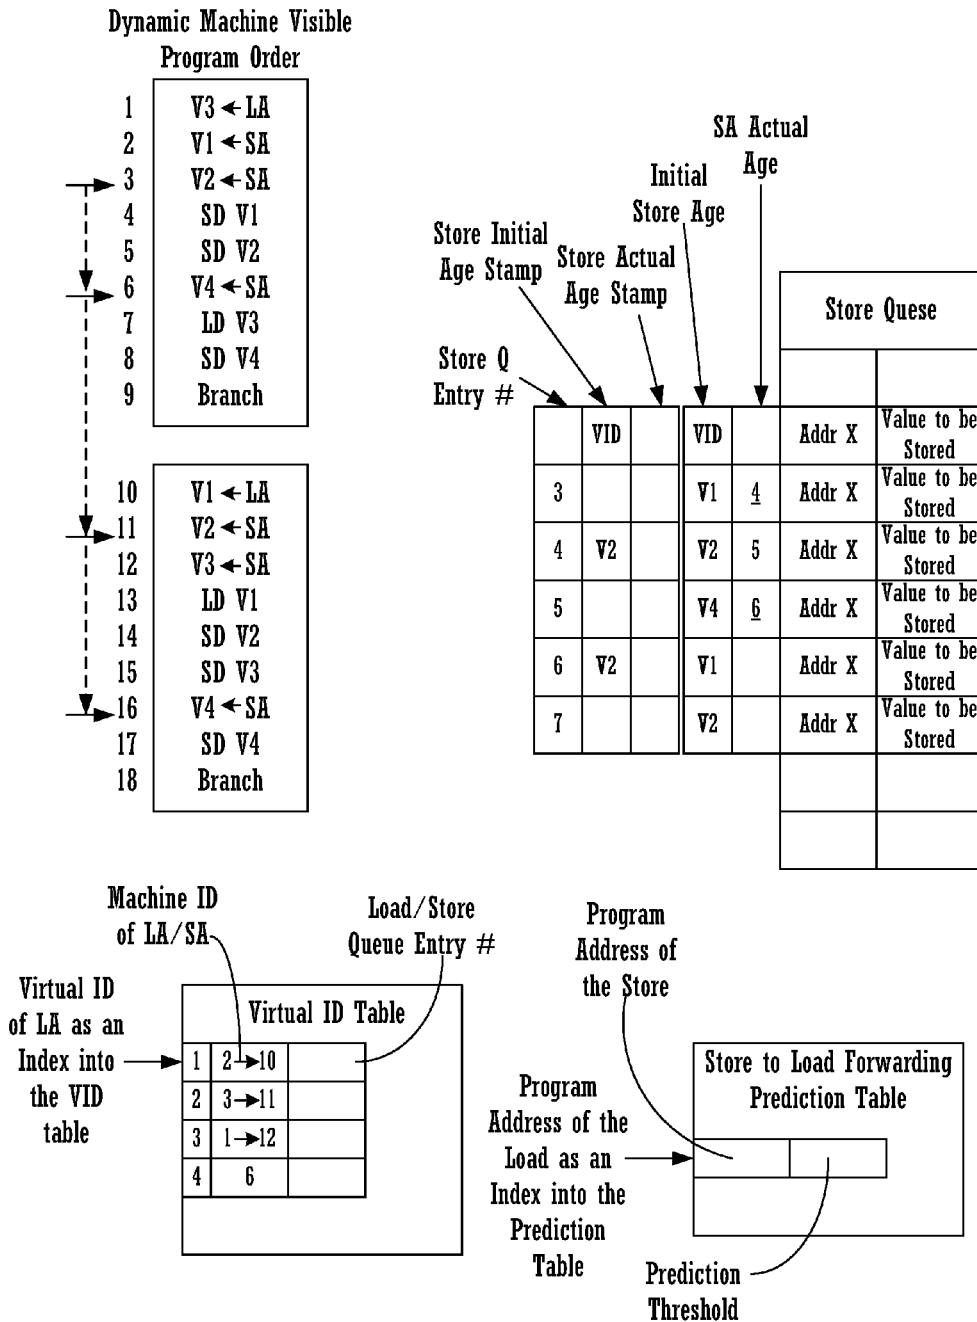 Dynamic Machine Visible
Program Order
1 V3 ← LA
2 V1 ← SA
3 V2 ← SA
4 SD V1
5 SD V2
6 V4 ← SA
7 LD V3
8 SD V4
9 Branch
10 V1 ← LA
11 V2 ← SA
12 V3 ← SA
13 LD V1
14 SD V2
15 SD V3
16 V4 ← SA
17 SD V4
18 Branch
SA Actual
Age
Initial
Store Age
Store Initial
Age Stamp
Store Actual
Age Stamp
Store Q
Entry #
Store Quese
VID VID Addr X Value to be
Stored
3 V1 4 Addr X Value to be
Stored
4 V2 V2 5 Addr X Value to be
Stored
5 V4 6 Addr X Value to be
Stored
6 V2 V1 Addr X Value to be
Stored
7 V2 Addr X Value to be
Stored
Machine ID
of LA/SA
Load/Store
Queue Entry #
Virtual ID
of LA as an
Index into
the VID
table
Virtual ID Table
1 2→10
2 3→11
3 1→12
4 6
Program
Address of
the Store
Program
Address of the
Load as an
Index into the
Prediction
Table
Store to Load Forwarding
Prediction Table
Prediction
Threshold